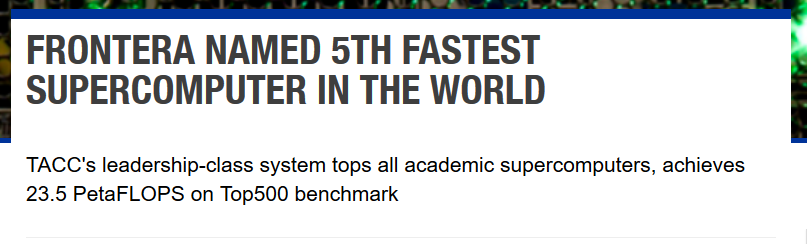 FRONTERA NAMED 5TH FASTEST
SUPERCOMPUTER IN THE WORLD
TACC's leadership-class system tops all academic supercomputers, achieves
23.5 PetaFLOPS on Top500 benchmark